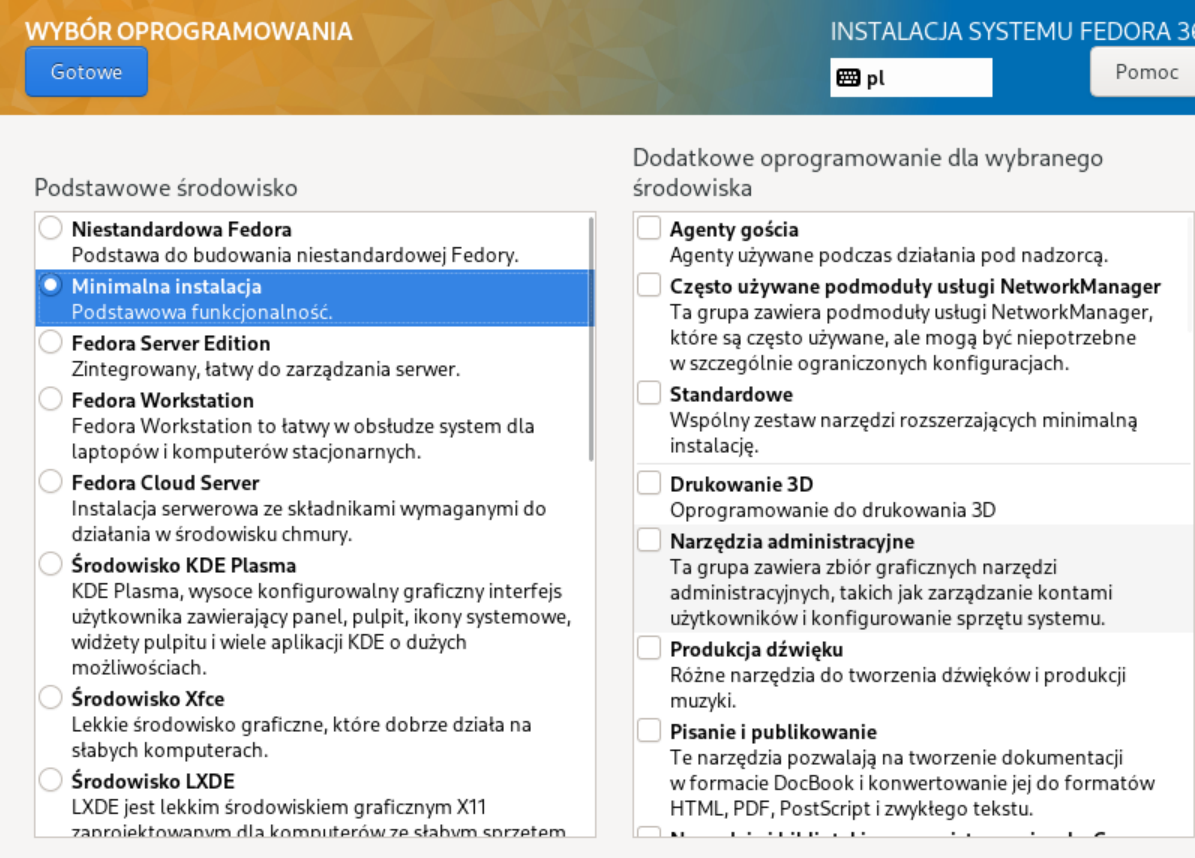 WYBÓR OPROGRAMOWANIA
INSTALACJA SYSTEMU FEDORA 36
Gotowe
pl
Pomoc
Podstawowe środowisko
Niestandardowa Fedora
Podstawa do budowania niestandardowej Fedory.
Minimalna instalacja
Podstawowa funkcjonalność.
Fedora Server Edition
Zintegrowany, łatwy do zarządzania serwer.
Fedora Workstation
Fedora Workstation to łatwy w obsłudze system dla
laptopów i komputerów stacjonarnych.
Fedora Cloud Server
Instalacja serwerowa ze składnikami wymaganymi do
działania w środowisku chmury.
Środowisko KDE Plasma
KDE Plasma, wysoce konfigurowalny graficzny interfejs
użytkownika zawierający panel, pulpit, ikony systemowe,
widżety pulpitu i wiele aplikacji KDE o dużych
możliwościach.
Środowisko Xfce
Lekkie środowisko graficzne, które dobrze działa na
słabych komputerach.
Środowisko LXDE
LXDE jest lekkim środowiskiem graficznym X11
zaprojektowanym dla komputerów ze słabym sprzętem
Dodatkowe oprogramowanie dla wybranego
środowiska
Agenty gościa
Agenty używane podczas działania pod nadzorcą.
Często używane podmoduły usługi NetworkManager
Ta grupa zawiera podmoduły usługi NetworkManager,
które są często używane, ale mogą być niepotrzebne
w szczególnie ograniczonych konfiguracjach.
Standardowe
Wspólny zestaw narzędzi rozszerzających minimalną
instalację.
Drukowanie 3D
Oprogramowanie do drukowania 3D
Narzędzia administracyjne
Ta grupa zawiera zbiór graficznych narzędzi
administracyjnych, takich jak zarządzanie kontami
użytkowników i konfigurowanie sprzętu systemu.
Produkcja dźwięku
Różne narzędzia do tworzenia dźwięków i produkcji
muzyki.
Pisanie i publikowanie
Te narzędzia pozwalają na tworzenie dokumentacji
w formacie DocBook i konwertowanie jej do formatów
HTML, PDF, PostScript i zwykłego tekstu.